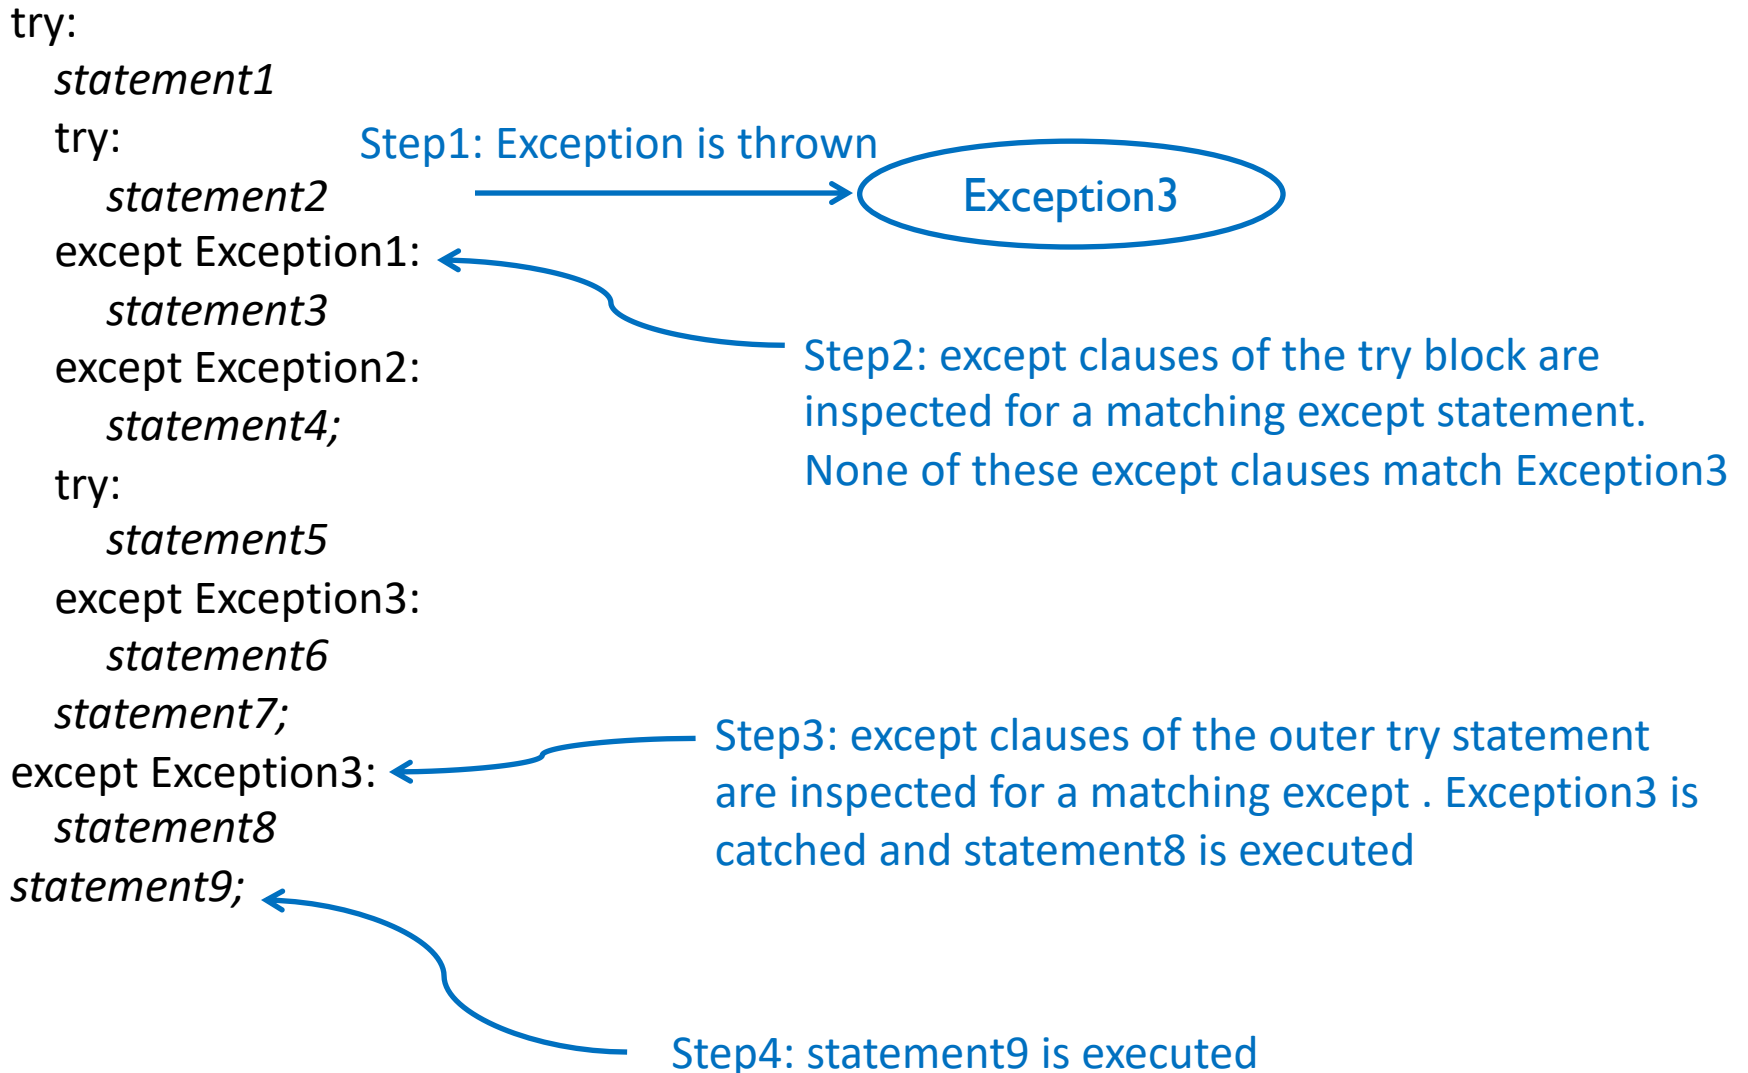 try:
statement1
try:
statement2
except Exception1:
statement3
except Exception2:
statement4;
try:
statement5
except Exception3:
statement6
statement7;
except Exception3:
statement8
statement9;
Step1: Exception is thrown
Exception3
Step2: except clauses of the try block are
inspected for a matching except statement.
None of these except clauses match Exception3
Step3: except clauses of the outer try statement
are inspected for a matching except . Exception3 is
catched and statement8 is executed
Step4: statement9 is executed